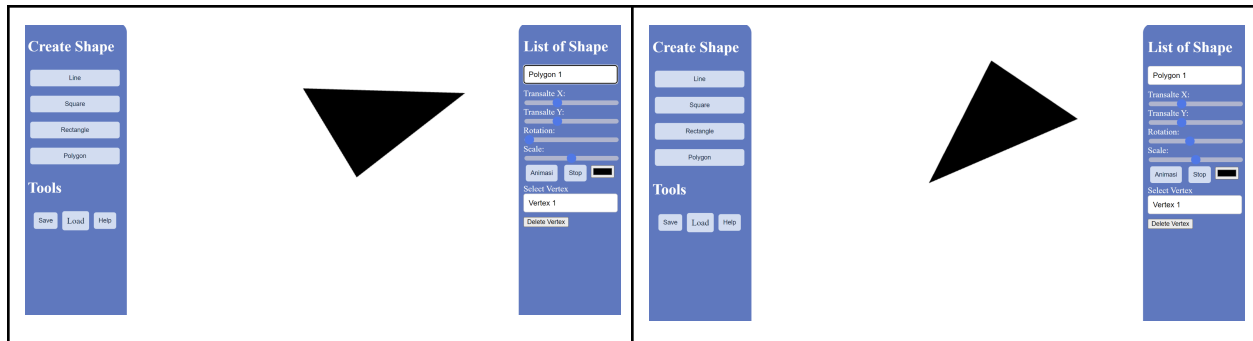 Create Shape
Line
Square
Rectangle
Polygon
Tools
Save Load Help
List of Shape
Polygon 1
Transalte X:
Transalte Y:
Rotation:
Scale:
Animasi Stop
Select Vertex
Vertex 1
Delete Vertex
Create Shape
Line
Square
Rectangle
Polygon
Tools
Save Load Help
List of Shape
Polygon 1
Transalte X:
Transalte Y:
Rotation:
Scale:
Animasi Stop
Select Vertex
Vertex 1
Delete Vertex